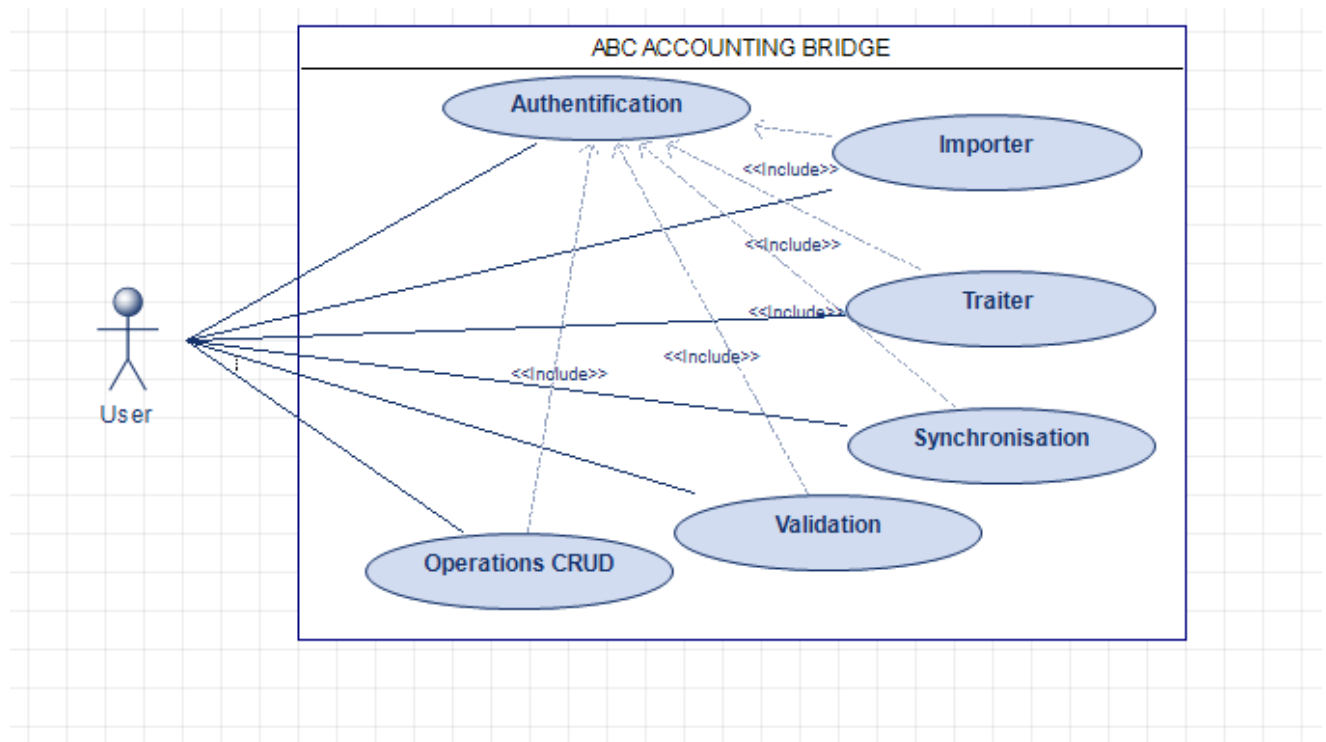 ABC ACCOUNTING BRIDGE
Authentification
Importer
<<Include>>
<<Include>>
Traiter
<<Include>>
<<Include>>
<<Include>>
User
Synchronisation
Validation
Operations CRUD